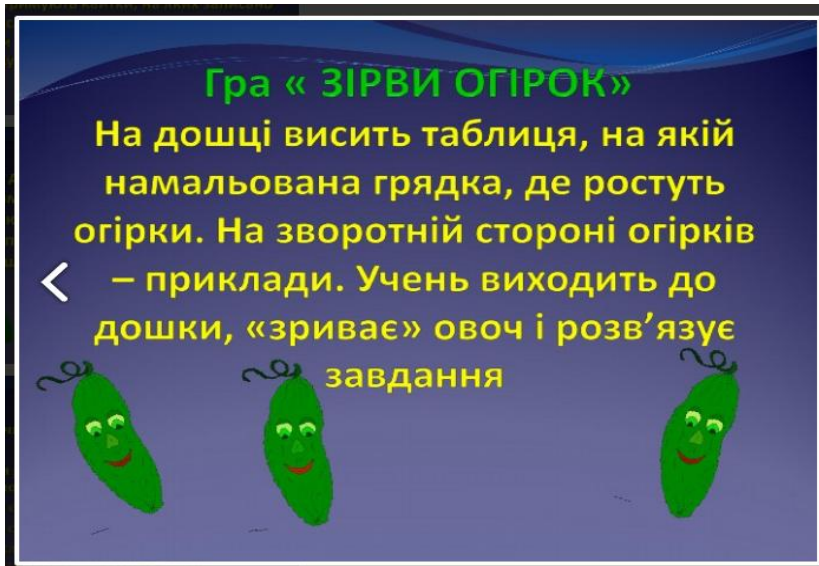 Гра « ЗІРВИ ОГІРОК»
На дошці висить таблиця, на якій
намальована грядка, де ростуть
огірки. На зворотній стороні огірків
– приклади. Учень виходить до
дошки, «зриває» овоч і розв’язує
завдання